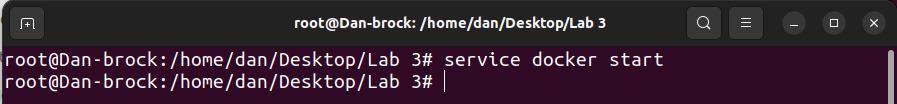 root@Dan-brock: /home/dan/Desktop/Lab 3
root@Dan-brock:/home/dan/Desktop/Lab 3# service docker start
root@Dan-brock:/home/dan/Desktop/Lab 3#